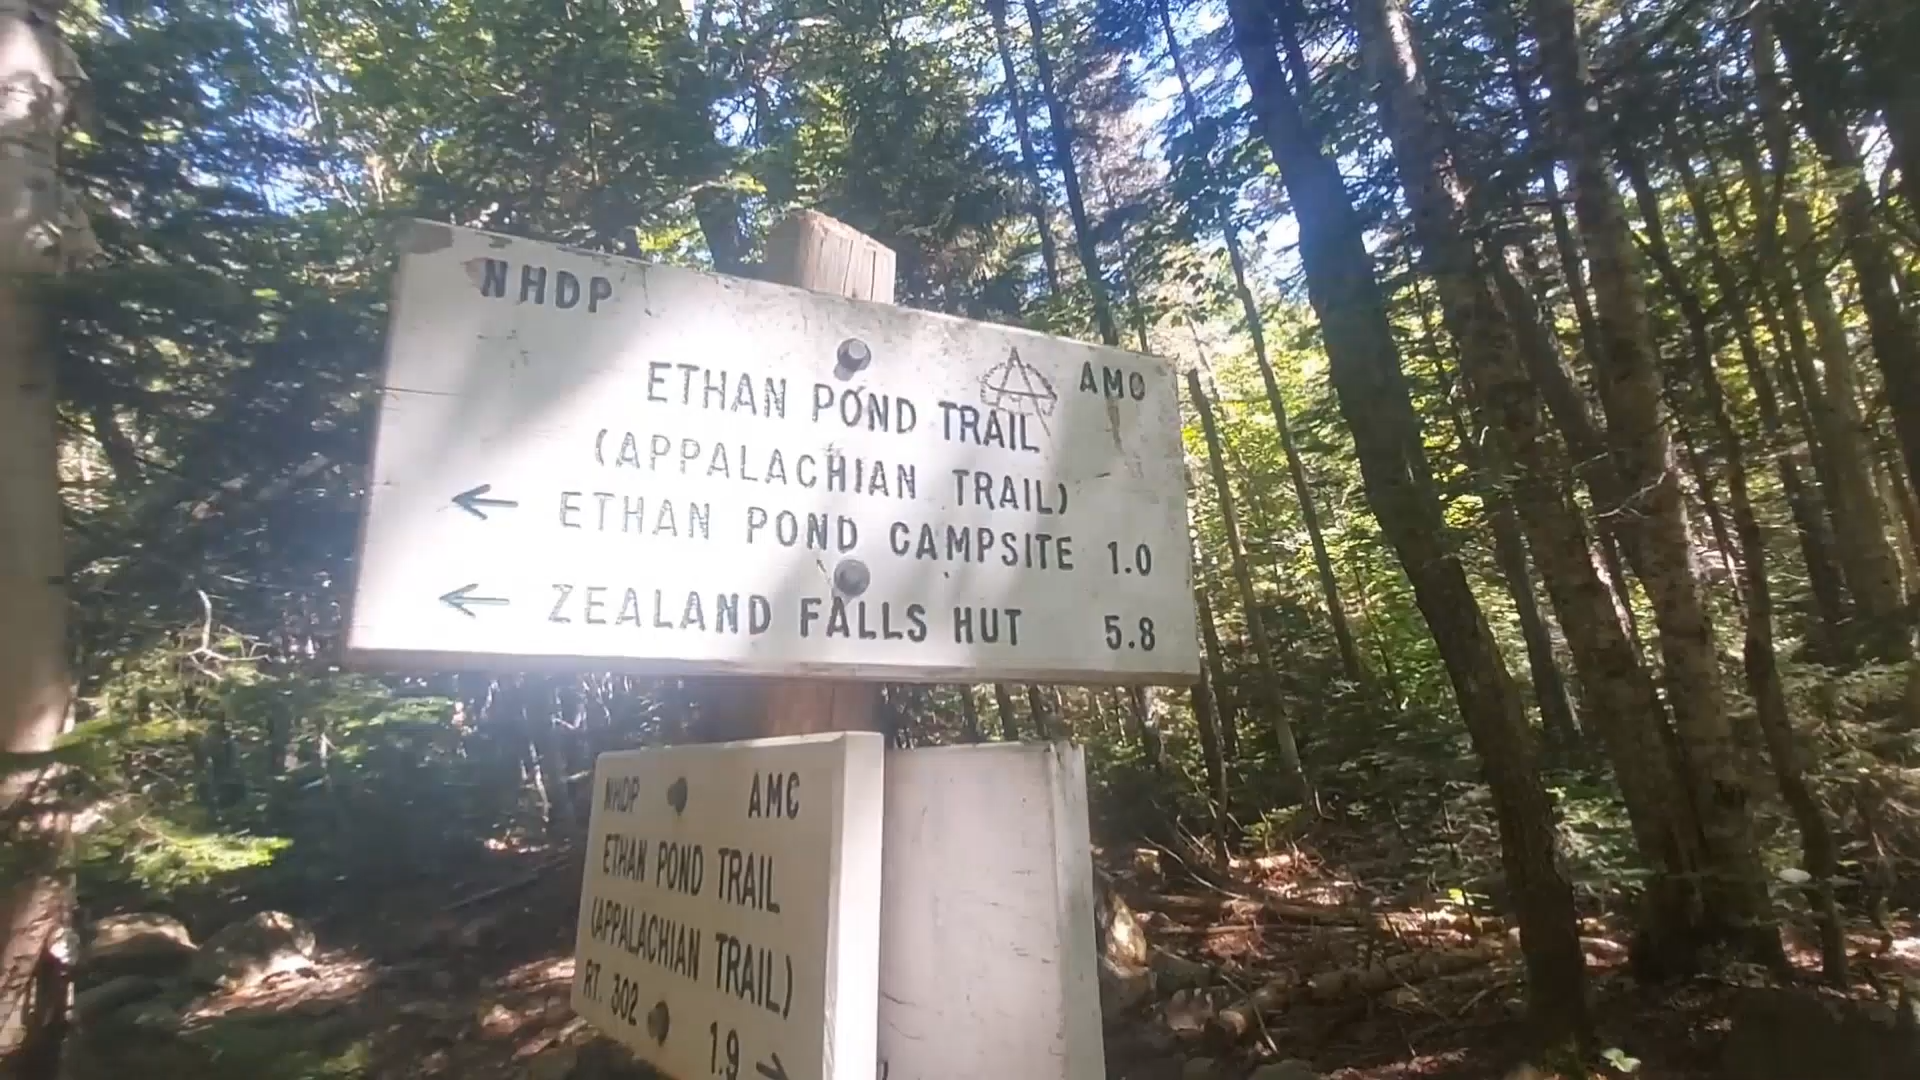 NHDP
AMC
ETHAN POND TRAIL
(APPALACHIAN TRAIL)
← ETHAN POND CAMPSITE 1.0
← ZEALAND FALLS HUT 5.8
NHDP AMC
ETHAN POND TRAIL
(APPALACHIAN TRAIL)
RT. 302
1.9 →